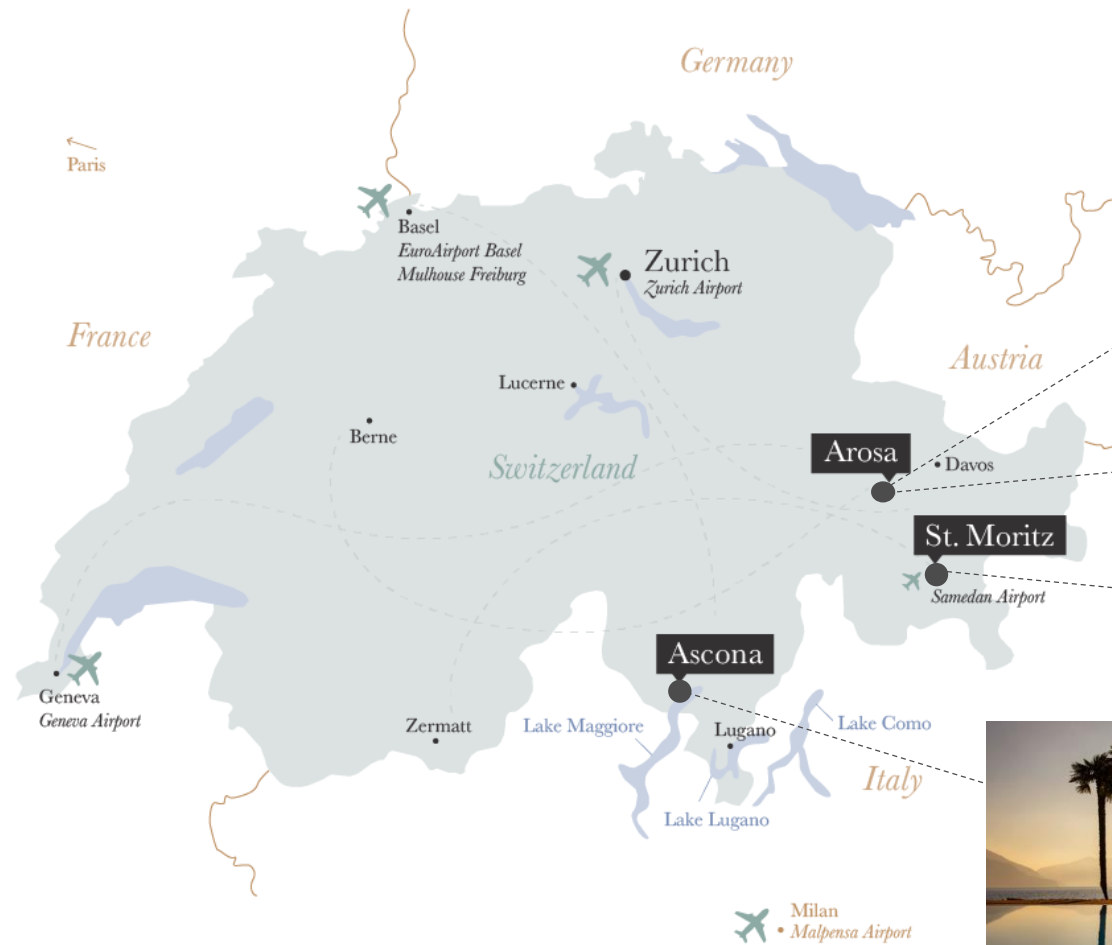 Germany
Paris
Basel
EuroAirport Basel
Mulhouse Freiburg
Zurich
Zurich Airport
France
Austria
Lucerne
Berne
Switzerland
Arosa
Davos
St. Moritz
Samedan Airport
Ascona
Geneva
Geneva Airport
Zermatt
Lake Maggiore
Lugano
Lake Como
Italy
Lake Lugano
Milan
Malpensa Airport